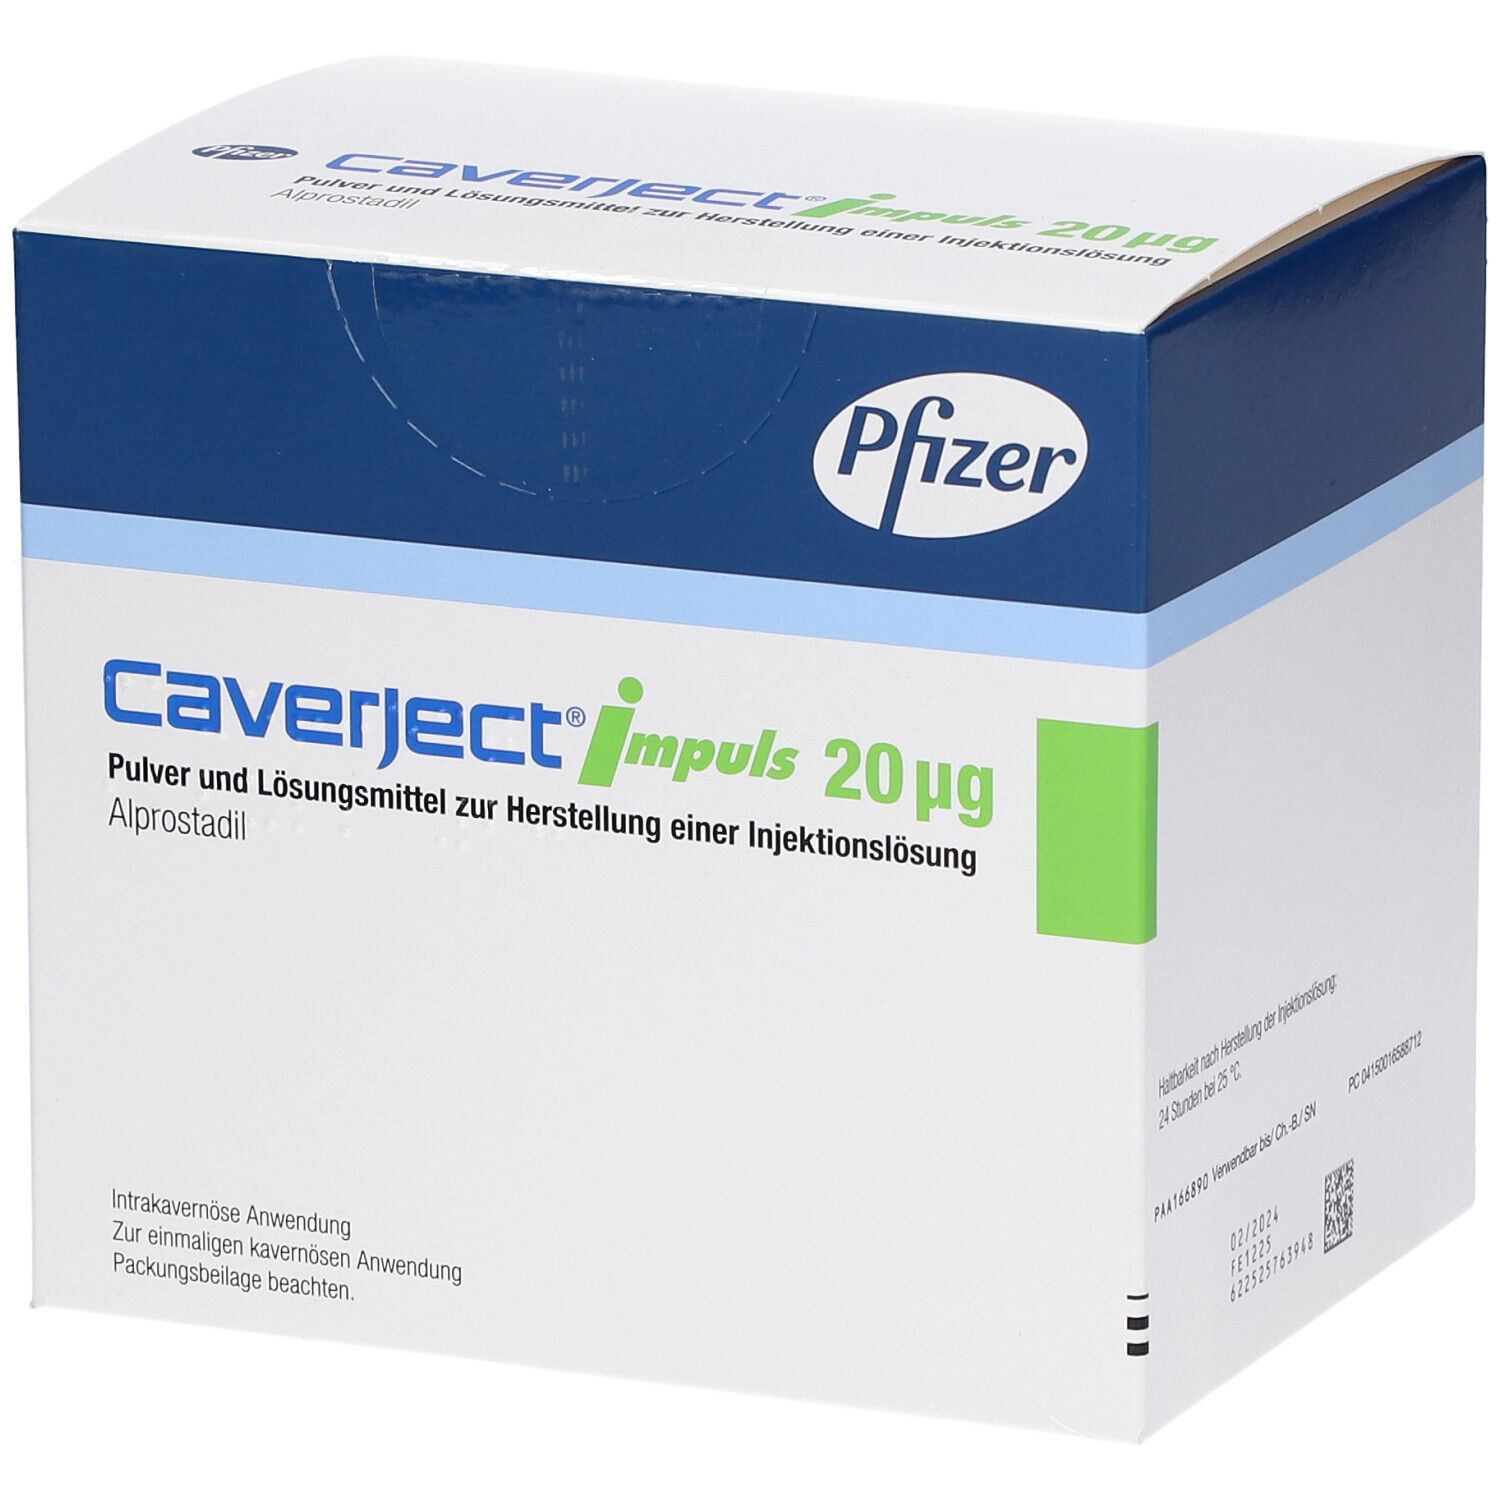 Pfizer Caverject® impuls 20 µg
Pulver und Lösungsmittel zur Herstellung einer Injektionslösung
Alprostadil
Pfizer
Caverject® impuls 20 µg
Pulver und Lösungsmittel zur Herstellung einer Injektionslösung
Alprostadil
Intrakavernöse Anwendung
Zur einmaligen kavernösen Anwendung
Packungsbeilage beachten.
Haltbarkeit nach Herstellung der Injektionslösung:
24 Stunden bei 25 °C.
PC 04150016588712
PAA166890 Verwendbar bis/ Ch.-B./ SN
02/2024
FE1225
622525763948